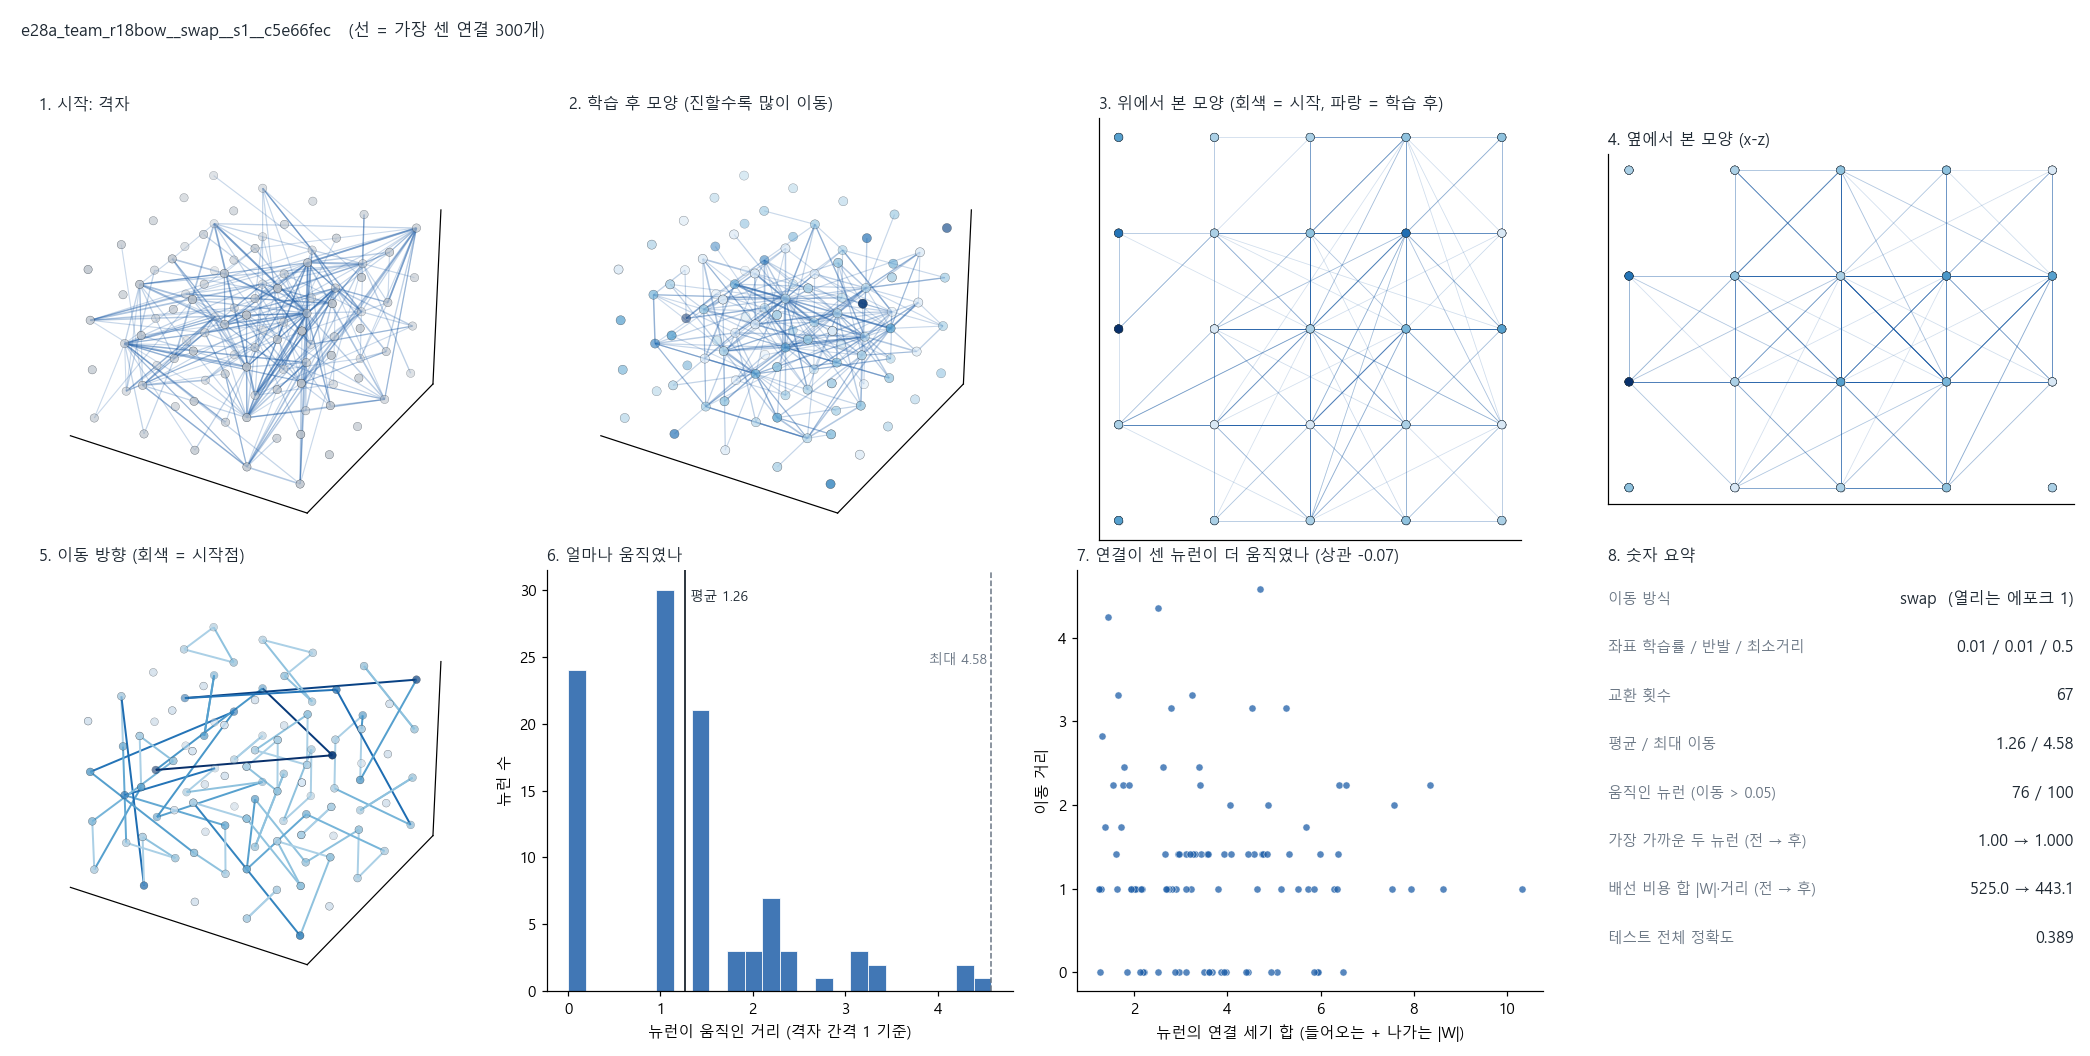 e28a_team_r18bow__swap__s1__c5e66fec (선 = 가장 센 연결 300개)
1. 시작: 격자
2. 학습 후 모양 (진할수록 많이 이동)
3. 위에서 본 모양 (회색 = 시작, 파랑 = 학습 후)
4. 옆에서 본 모양 (x-z)
5. 이동 방향 (회색 = 시작점)
6. 얼마나 움직였나
평균 1.26
최대 4.58
뉴런 수
30
25
20
15
10
5
0
0 1 2 3 4
뉴런이 움직인 거리 (격자 간격 1 기준)
7. 연결이 센 뉴런이 더 움직였나 (상관 -0.07)
이동 거리
4
3
2
1
0
2 4 6 8 10
뉴런의 연결 세기 합 (들어오는 + 나가는 |W|)
8. 숫자 요약
이동 방식 swap (열리는 에포크 1)
좌표 학습률 / 반발 / 최소거리 0.01 / 0.01 / 0.5
교환 횟수 67
평균 / 최대 이동 1.26 / 4.58
움직인 뉴런 (이동 > 0.05) 76 / 100
가장 가까운 두 뉴런 (전 → 후) 1.00 → 1.000
배선 비용 합 |W|·거리 (전 → 후) 525.0 → 443.1
테스트 전체 정확도 0.389